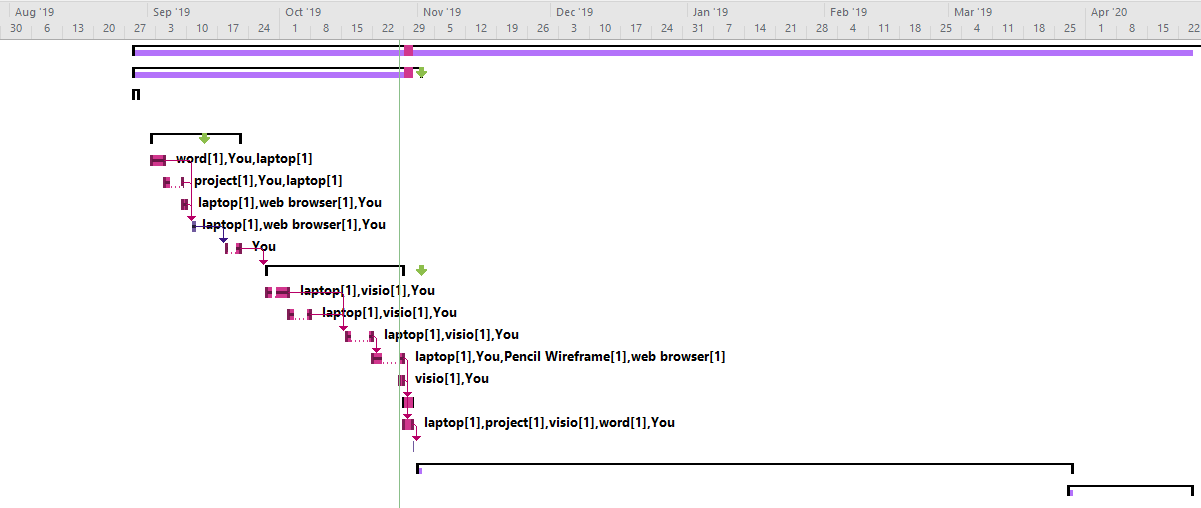 Aug '19 Sep '19 Oct '19 Nov '19 Dec '19 Jan '19 Feb '19 Mar '19 Apr '20
30 6 13 20 27 3 10 17 24 1 8 15 22 29 5 12 19 26 3 10 17 24 31 7 14 21 28 4 11 18 25 4 11 18 25 1 8 15 22
word[1],You,laptop[1]
project[1],You,laptop[1]
laptop[1],web browser[1],You
laptop[1],web browser[1],You
You
laptop[1],visio[1],You
laptop[1],visio[1],You
laptop[1],visio[1],You
laptop[1],You,Pencil Wireframe[1],web browser[1]
visio[1],You
laptop[1],project[1],visio[1],word[1],You